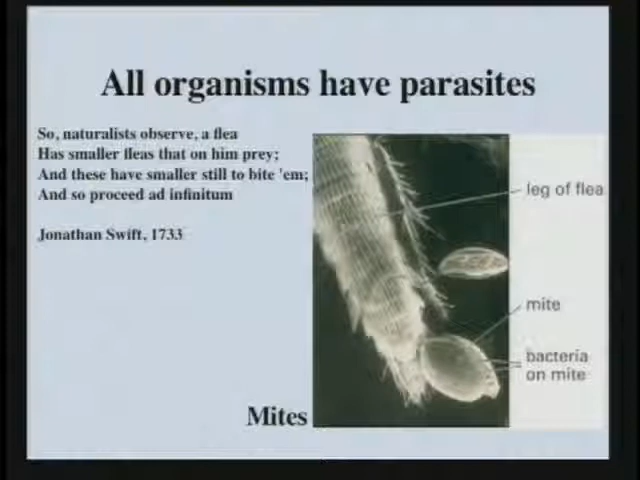 All organisms have parasites
So, naturalists observe, a flea
Has smaller fleas that on him prey;
And these have smaller still to bite 'em;
And so proceed ad infinitum
Jonathan Swift, 1733
leg of flea
mite
bacteria
on mite
Mites